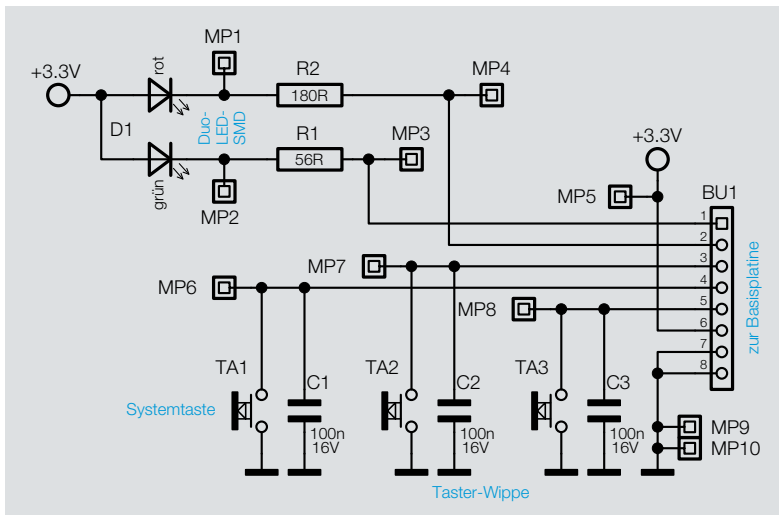 MP1
rot
R2
MP4
+3.3V
180R
D1
Duo-
LED-
SMD
R1
MP3
56R
+3.3V
grün
MP2
MP5
BU1
1
2
MP7
3
MP6
4
MP8
5
6
7
8
zur Basisplatine
TA1
C1
TA2
C2
TA3
C3
Systemtaste
100n
16V
100n
16V
100n
16V
MP9
MP10
Taster-Wippe